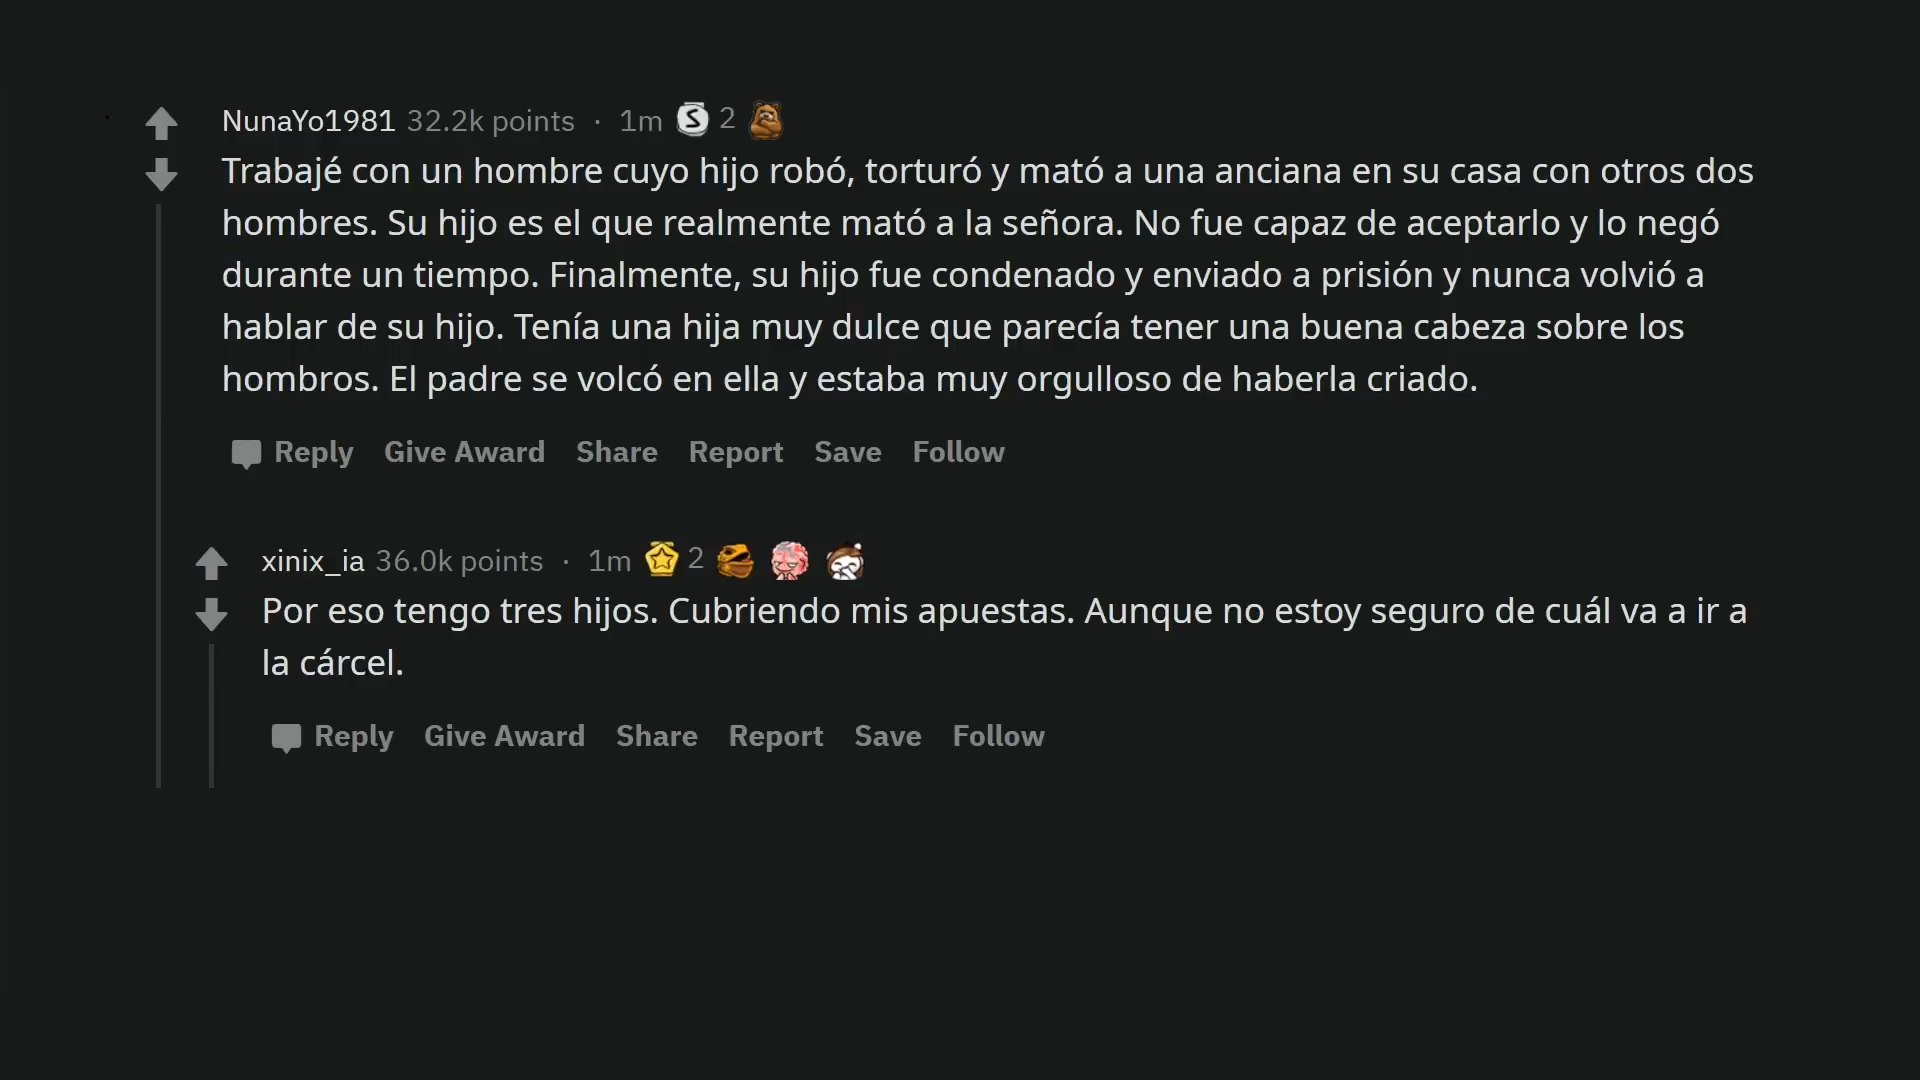 NunaYo1981 32.2k points · 1m 2
Trabajé con un hombre cuyo hijo robó, torturó y mató a una anciana en su casa con otros dos
hombres. Su hijo es el que realmente mató a la señora. No fue capaz de aceptarlo y lo negó
durante un tiempo. Finalmente, su hijo fue condenado y enviado a prisión y nunca volvió a
hablar de su hijo. Tenía una hija muy dulce que parecía tener una buena cabeza sobre los
hombros. El padre se volcó en ella y estaba muy orgulloso de haberla criado.
Reply Give Award Share Report Save Follow
xinix_ia 36.0k points · 1m 2
Por eso tengo tres hijos. Cubriendo mis apuestas. Aunque no estoy seguro de cuál va a ir a
la cárcel.
Reply Give Award Share Report Save Follow